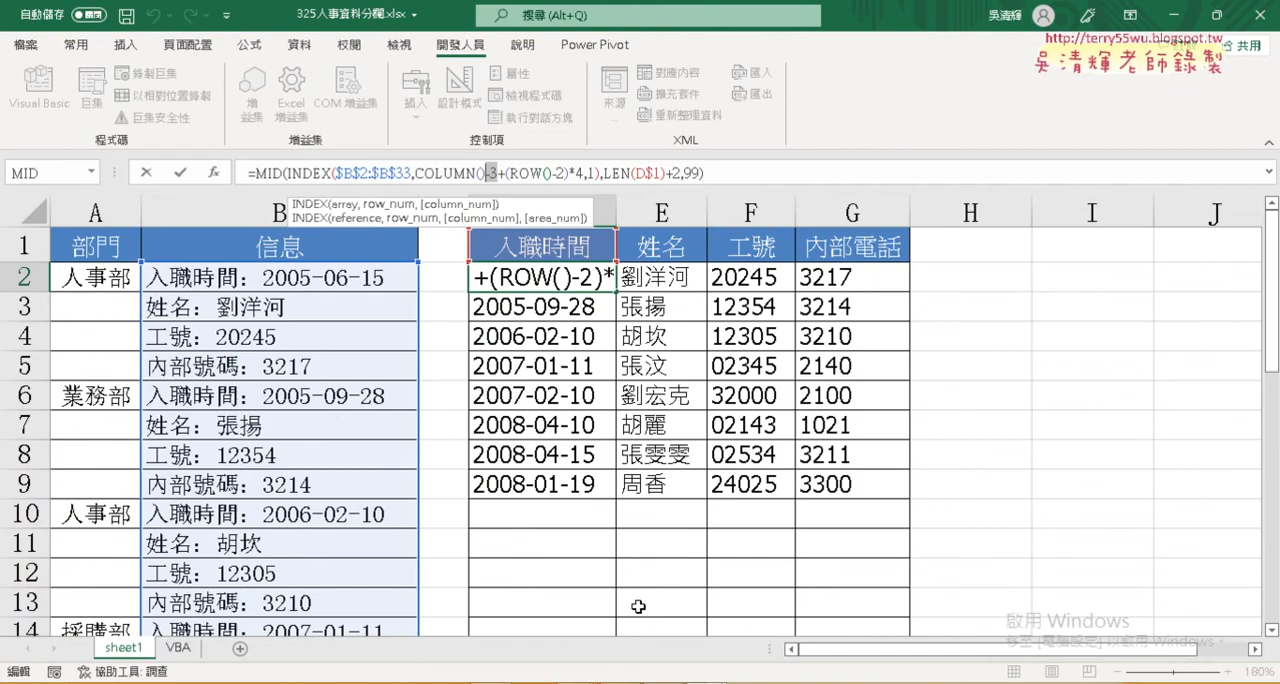 自動儲存 325人事資料分欄.xlsx 搜尋 (Alt+Q) 吳清輝
檔案 常用 插入 頁面配置 公式 資料 校閱 檢視 開發人員 說明 Power Pivot 共用
http://terry55wu.blogspot.tw
吳清輝老師錄製
Visual Basic 巨集 錄製巨集 以相對位置錄製 巨集安全性
增益集 Excel 增益集 COM 增益集
插入 設計模式 屬性 檢視程式碼 執行對話方塊
來源 對應內容 擴充套件 重新整理資料 匯入 匯出
程式碼 增益集 控制項 XML
MID =MID(INDEX($B$2:$B$33,COLUMN()-3+(ROW()-2)*4,1),LEN(D$1)+2,99)
INDEX(array, row_num, [column_num])
INDEX(reference, row_num, [column_num], [area_num])
A B E F G H I J
1 部門 信息 入職時間 姓名 工號 內部電話
2 人事部 入職時間：2005-06-15 +(ROW()-2)* 劉洋河 20245 3217
3 姓名：劉洋河 2005-09-28 張揚 12354 3214
4 工號：20245 2006-02-10 胡坎 12305 3210
5 內部號碼：3217 2007-01-11 張汶 02345 2140
6 業務部 入職時間：2005-09-28 2007-02-10 劉宏克 32000 2100
7 姓名：張揚 2008-04-10 胡麗 02143 1021
8 工號：12354 2008-04-15 張雯雯 02534 3211
9 內部號碼：3214 2008-01-19 周香 24025 3300
10 人事部 入職時間：2006-02-10
11 姓名：胡坎
12 工號：12305
13 內部號碼：3210
14 採購部 入職時間：2007-01-11
啟用 Windows
移至 [電腦設定] 以啟用 Windows。
sheet1 VBA
編輯 協助工具: 調查 180%